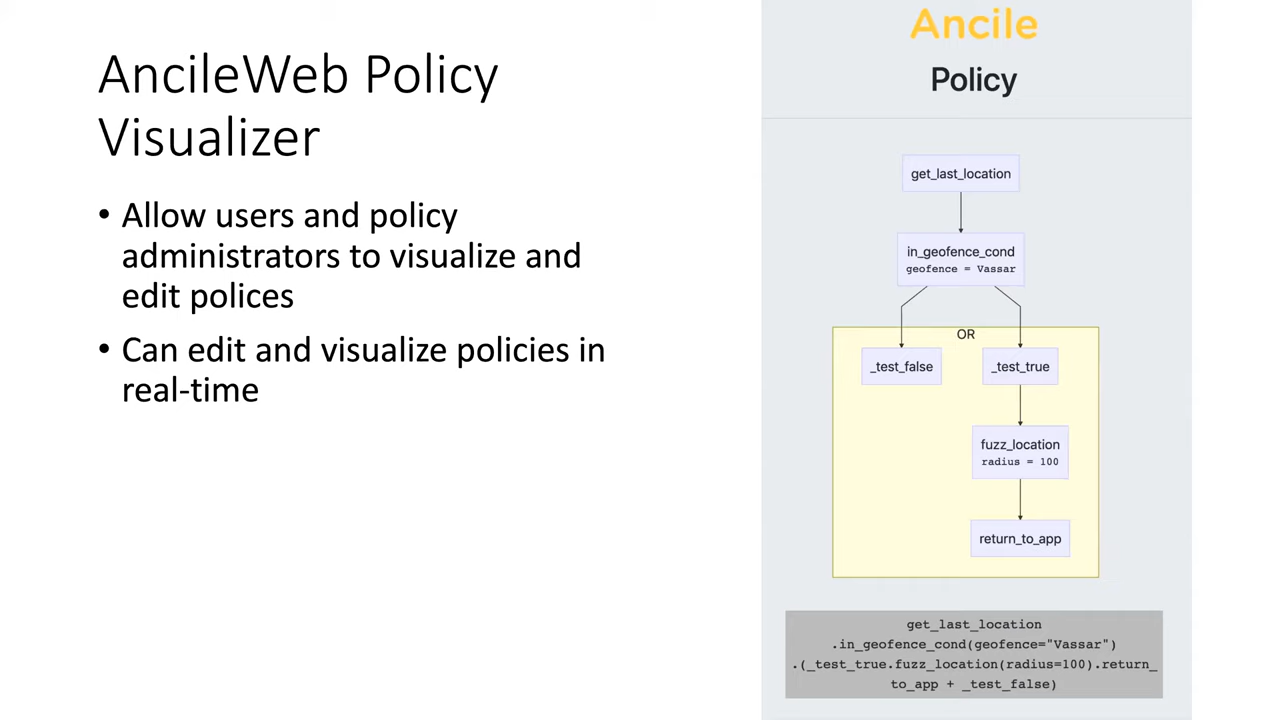 AncileWeb Policy
Visualizer
• Allow users and policy
administrators to visualize and
edit polices
• Can edit and visualize policies in
real-time
Ancile
Policy
get_last_location
in_geofence_cond
geofence = Vassar
OR
_test_false
_test_true
fuzz_location
radius = 100
return_to_app
get_last_location
.in_geofence_cond(geofence="Vassar")
.(_test_true.fuzz_location(radius=100).return_
to_app + _test_false)